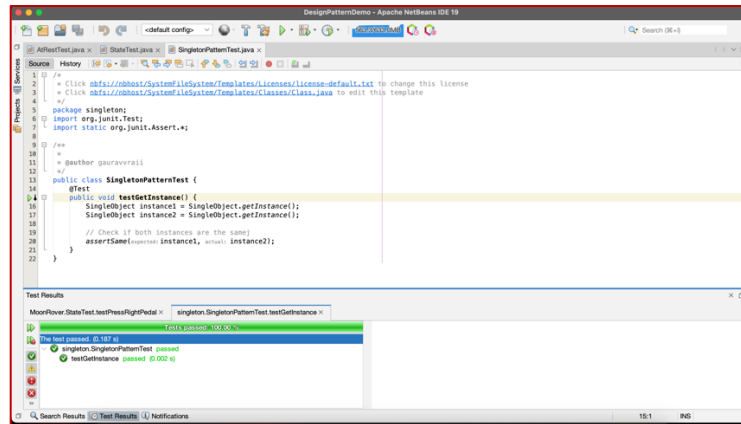 DesignPatternDemo - Apache NetBeans IDE 19
<default config>
Search (⌘+I)
AtRestTest.java × StateTest.java × SingletonPatternTest.java ×
Source History
Services
Projects
1 /*
2 * Click nbfs://nbhost/SystemFileSystem/Templates/Licenses/license-default.txt to change this license
3 * Click nbfs://nbhost/SystemFileSystem/Templates/Classes/Class.java to edit this template
4 */
5 package singleton;
6 import org.junit.Test;
7 import static org.junit.Assert.*;
8
9 /**
10 *
11 * @author gauravvraii
12 */
13 public class SingletonPatternTest {
14 @Test
public void testGetInstance() {
16 SingleObject instance1 = SingleObject.getInstance();
17 SingleObject instance2 = SingleObject.getInstance();
18
19 // Check if both instances are the samej
20 assertSame(expected: instance1, actual: instance2);
21 }
22 }
Test Results
MoonRover.StateTest.testPressRightPedal × singleton.SingletonPatternTest.testGetInstance ×
Tests passed: 100.00 %
The test passed. (0.187 s)
singleton.SingletonPatternTest passed
testGetInstance passed (0.002 s)
Search Results Test Results Notifications
15:1 INS